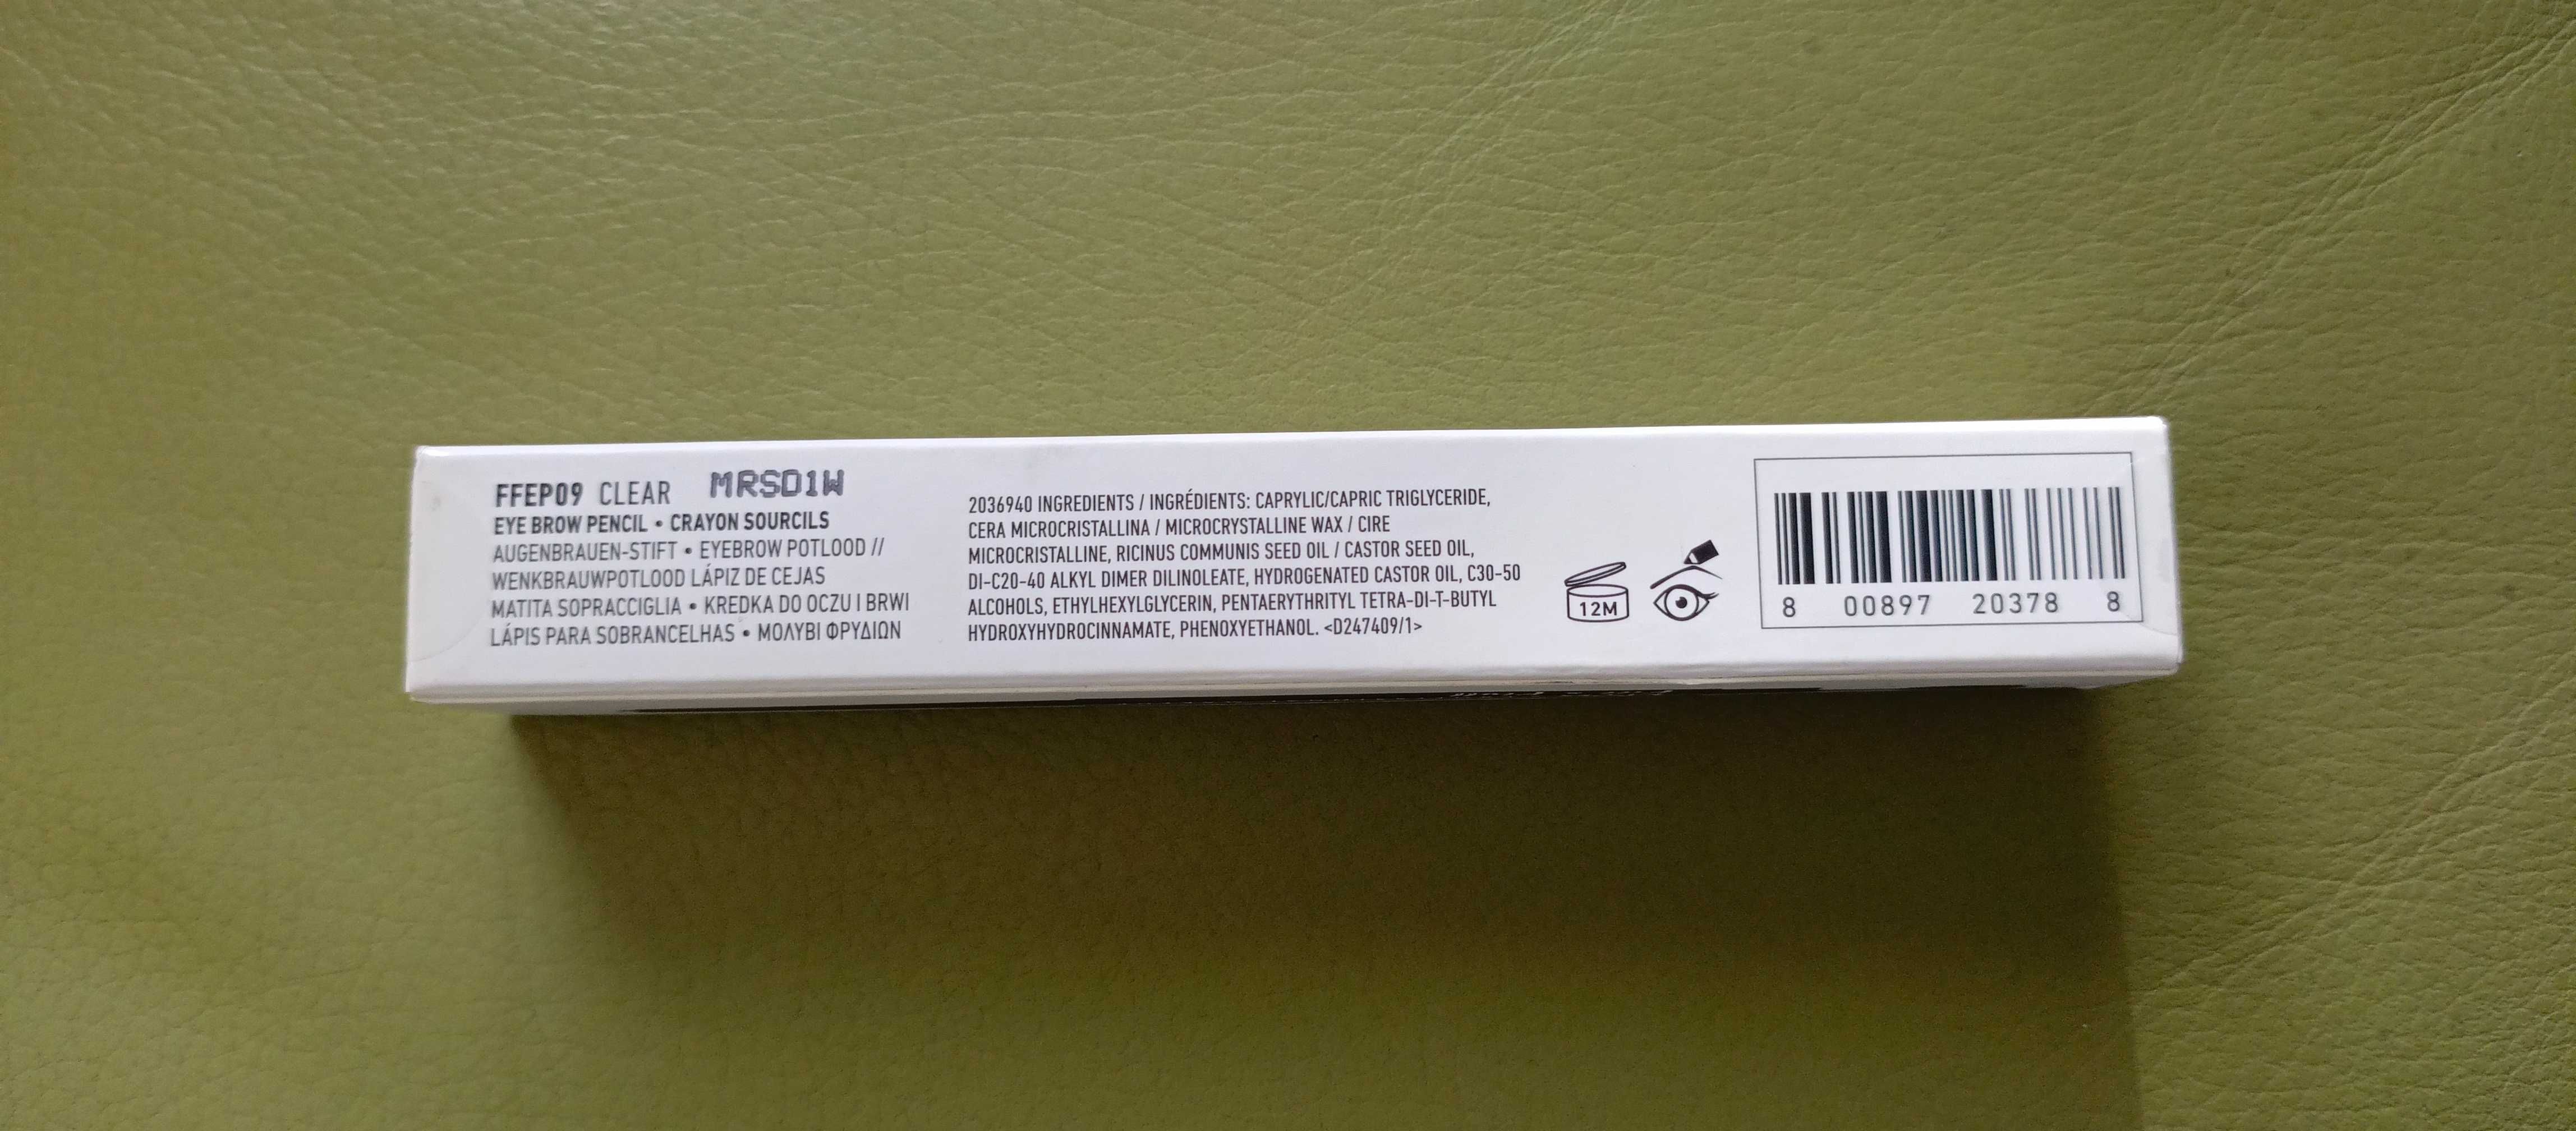 FFEP09 CLEAR MRSD1W
EYE BROW PENCIL • CRAYON SOURCILS
AUGENBRAUEN-STIFT • EYEBROW POTLOOD //
WENKBRAUWPOTLOOD LÁPIZ DE CEJAS
MATITA SOPRACCIGLIA • KREDKA DO OCZU I BRWI
LÁPIS PARA SOBRANCELHAS • ΜΟΛΥΒΙ ΦΡΥΔΙΩΝ
2036940 INGREDIENTS / INGRÉDIENTS: CAPRYLIC/CAPRIC TRIGLYCERIDE,
CERA MICROCRISTALLINA / MICROCRYSTALLINE WAX / CIRE
MICROCRISTALLINE, RICINUS COMMUNIS SEED OIL / CASTOR SEED OIL,
DI-C20-40 ALKYL DIMER DILINOLEATE, HYDROGENATED CASTOR OIL, C30-50
ALCOHOLS, ETHYLHEXYLGLYCERIN, PENTAERYTHRITYL TETRA-DI-T-BUTYL
HYDROXYHYDROCINNAMATE, PHENOXYETHANOL. <D247409/1>
12M
8 00897 20378 8